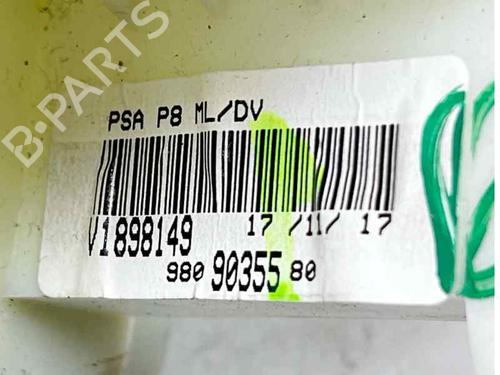 B-PARTS
PSA P8 ML/DV
V1898149 17 /11/ 17
980 90355 80